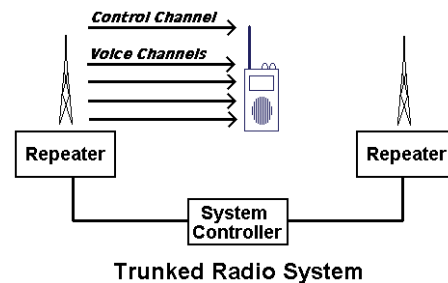 Control Channel
Voice Channels
Repeater
Repeater
System
Controller
Trunked Radio System